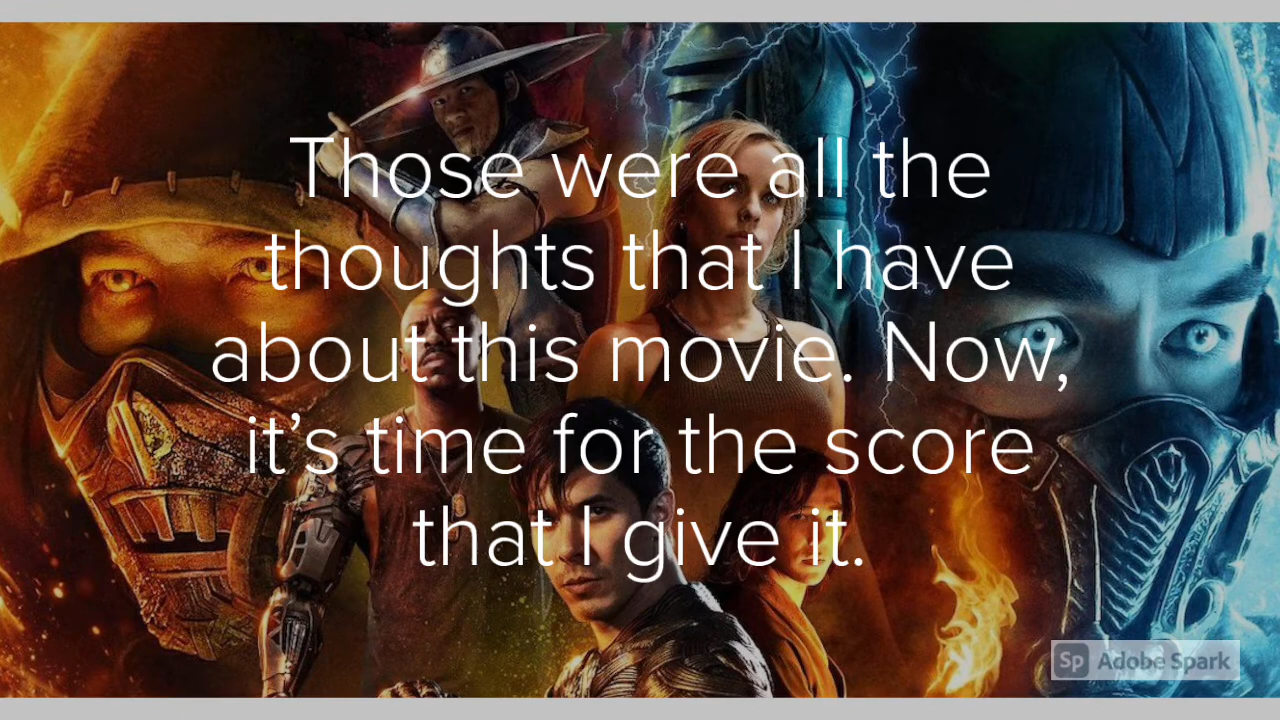 Those were all the
thoughts that I have
about this movie. Now,
it’s time for the score
that I give it.
Sp Adobe Spark